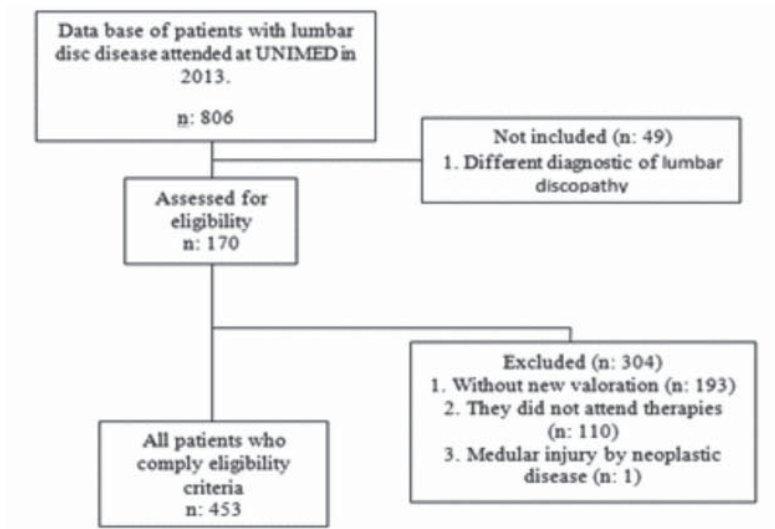 Data base of patients with lumbar
disc disease attended at UNIMED in
2013.
n: 806
Not included (n: 49)
1. Different diagnostic of lumbar
discopathy
Assessed for
eligibility
n: 170
Excluded (n: 304)
1. Without new valoration (n: 193)
2. They did not attend therapies
(n: 110)
3. Medular injury by neoplastic
disease (n: 1)
All patients who
comply eligibility
criteria
n: 453